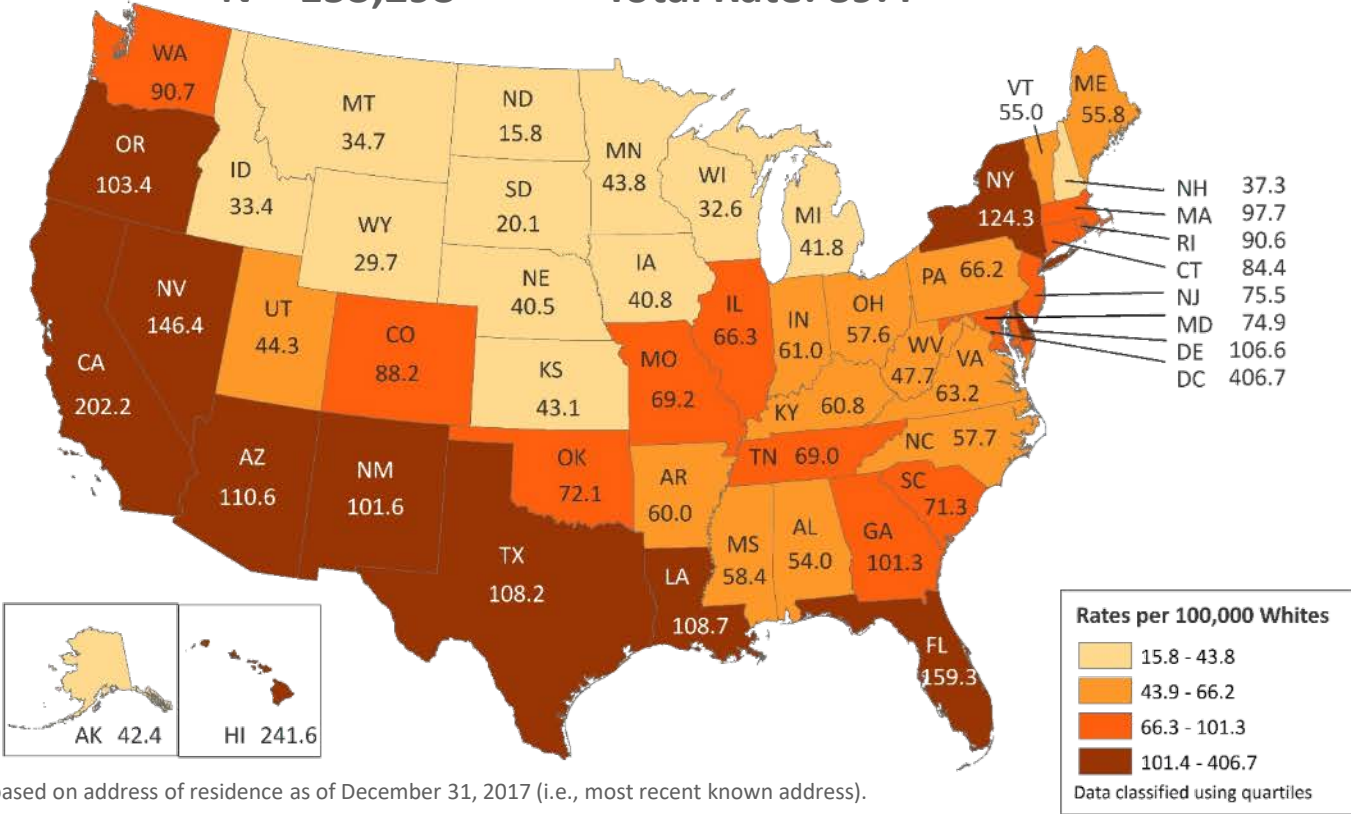 Total Rate:
WA
90.7
OR
103.4
CA
202.2
NV
146.4
ID
33.4
MT
34.7
WY
29.7
UT
44.3
CO
88.2
AZ
110.6
NM
101.6
ND
15.8
SD
20.1
NE
40.5
KS
43.1
OK
72.1
TX
108.2
MN
43.8
IA
40.8
MO
69.2
AR
60.0
LA
108.7
WI
32.6
IL
66.3
MI
41.8
IN
61.0
OH
57.6
KY 60.8
TN 69.0
MS
58.4
AL
54.0
GA
101.3
FL
159.3
SC
71.3
NC 57.7
VA
63.2
WV
47.7
PA 66.2
NY
124.3
VT
55.0
ME
55.8
NH 37.3
MA 97.7
RI 90.6
CT 84.4
NJ 75.5
MD 74.9
DE 106.6
DC 406.7
AK 42.4
HI 241.6
Rates per 100,000 Whites
15.8 - 43.8
43.9 - 66.2
66.3 - 101.3
101.4 - 406.7
Data classified using quartiles
based on address of residence as of December 31, 2017 (i.e., most recent known address).